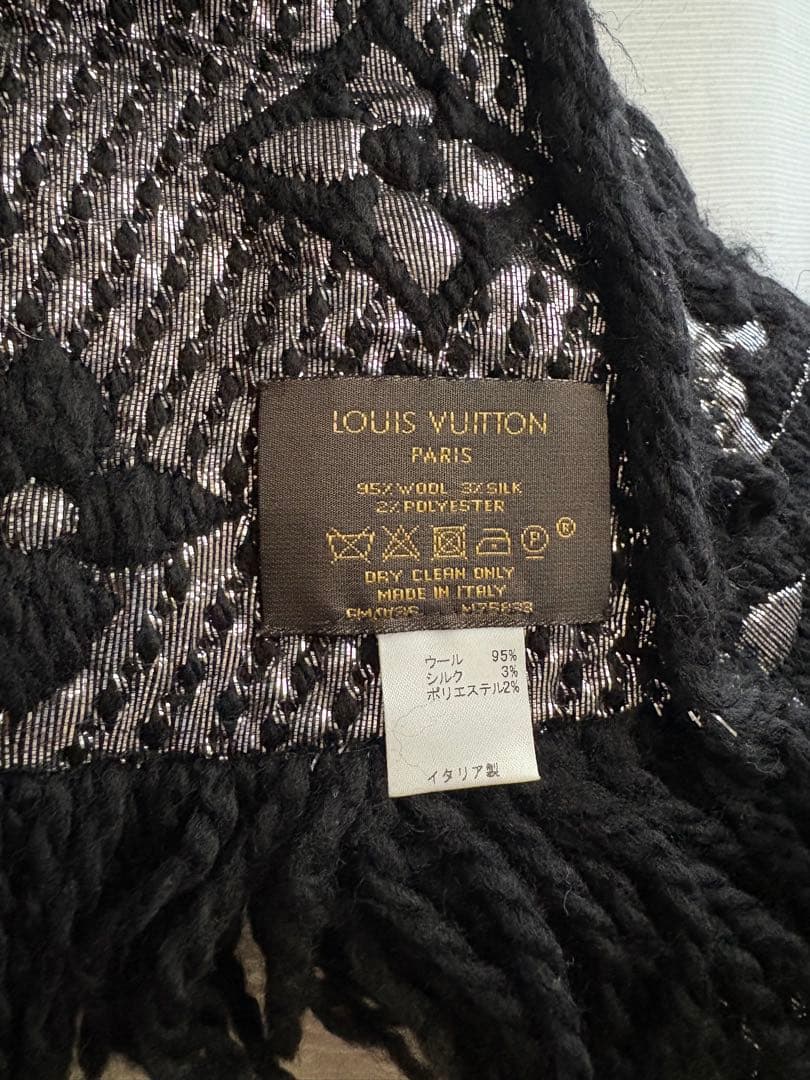 LOUIS VUITTON
PARIS
95% WOOL 3% SILK
2% POLYESTER
P
®
DRY CLEAN ONLY
MADE IN ITALY
ウール 95%
シルク 3%
ポリエステル2%
イタリア製